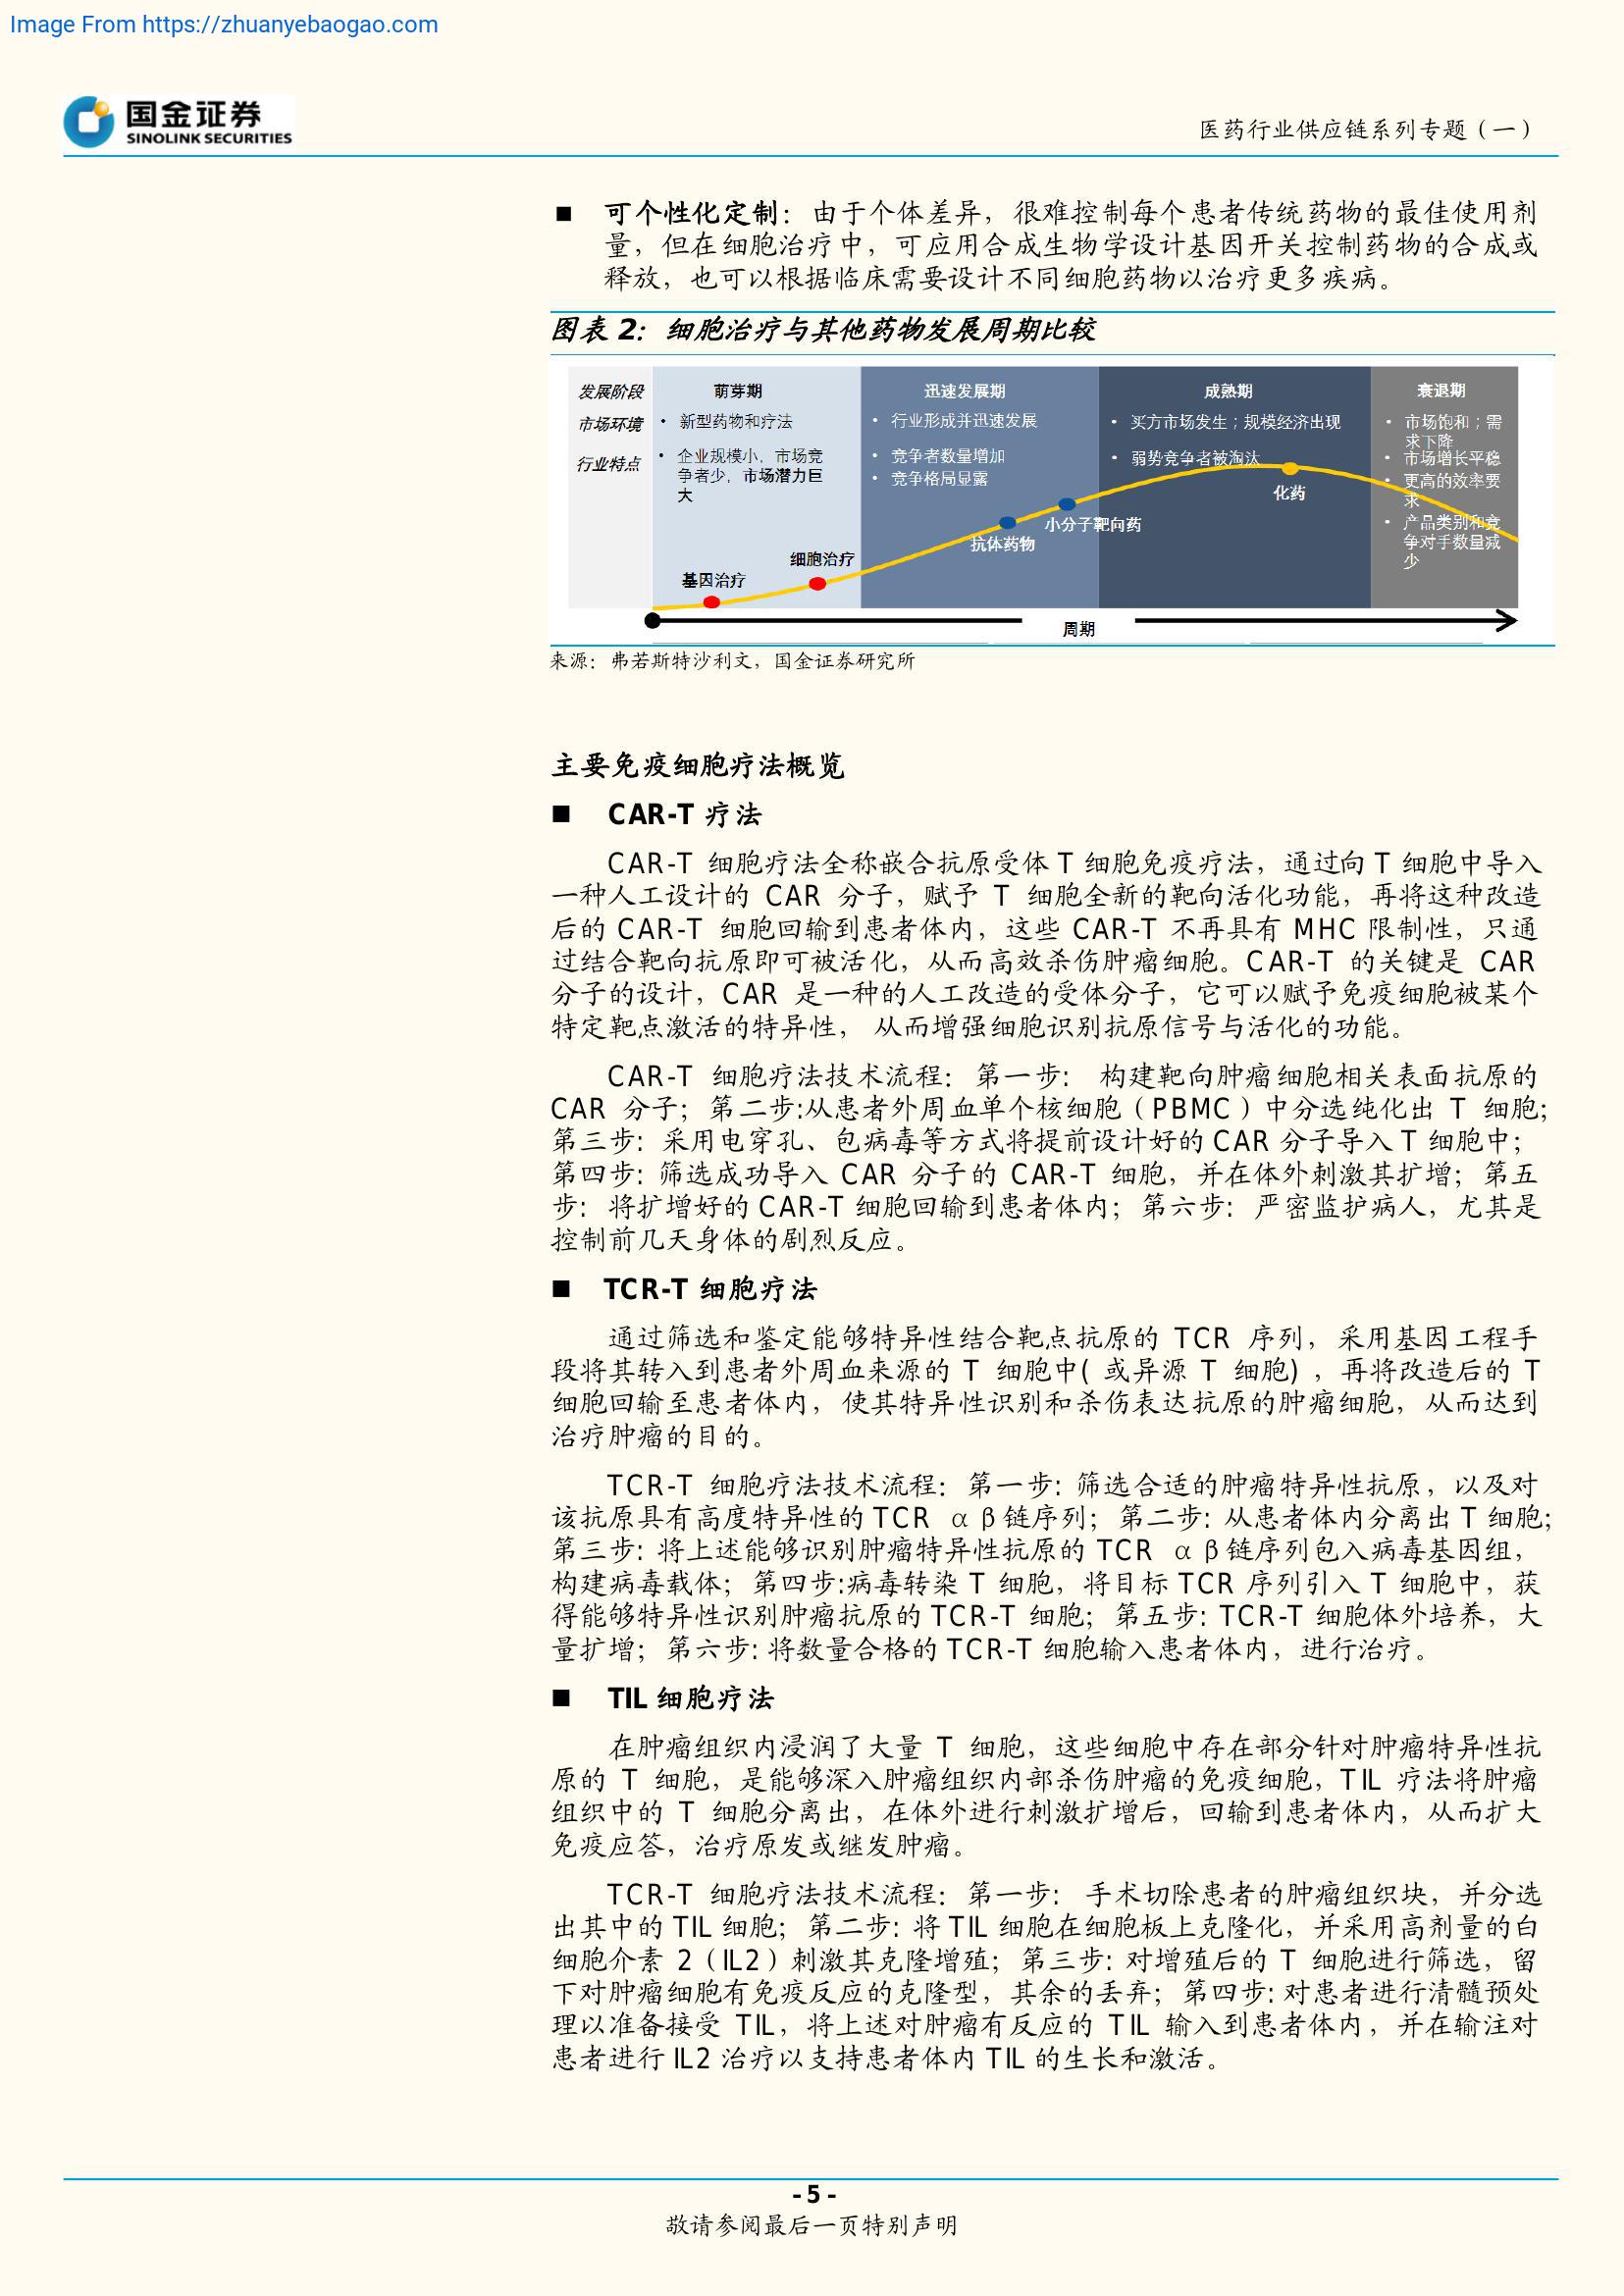 Image From https://zhuanyebaogao.com
国金证券
SINOLINK SECURITIES
医药行业供应链系列专题（一）
■ 可个性化定制：由于个体差异，很难控制每个患者传统药物的最佳使用剂
量，但在细胞治疗中，可应用合成生物学设计基因开关控制药物的合成或
释放，也可以根据临床需要设计不同细胞药物以治疗更多疾病。
图表 2：细胞治疗与其他药物发展周期比较
发展阶段 萌芽期 迅速发展期 成熟期 衰退期
市场环境
• 新型药物和疗法
• 行业形成并迅速发展
• 买方市场发生；规模经济出现
• 市场饱和；需
求下降
行业特点
• 企业规模小，市场竞
争者少，市场潜力巨
大
• 竞争者数量增加
• 竞争格局显露
• 弱势竞争者被淘汰
• 市场增长平稳
• 更高的效率要
求
• 产品类别和竞
争对手数量减
少
基因治疗
细胞治疗
抗体药物
小分子靶向药
化药
周期
来源：弗若斯特沙利文，国金证券研究所
主要免疫细胞疗法概览
■ CAR-T 疗法
CAR-T 细胞疗法全称嵌合抗原受体 T 细胞免疫疗法，通过向 T 细胞中导入
一种人工设计的 CAR 分子，赋予 T 细胞全新的靶向活化功能，再将这种改造
后的 CAR-T 细胞回输到患者体内，这些 CAR-T 不再具有 MHC 限制性，只通
过结合靶向抗原即可被活化，从而高效杀伤肿瘤细胞。CAR-T 的关键是 CAR
分子的设计，CAR 是一种的人工改造的受体分子，它可以赋予免疫细胞被某个
特定靶点激活的特异性， 从而增强细胞识别抗原信号与活化的功能。
CAR-T 细胞疗法技术流程：第一步： 构建靶向肿瘤细胞相关表面抗原的
CAR 分子；第二步:从患者外周血单个核细胞（PBMC）中分选纯化出 T 细胞；
第三步：采用电穿孔、包病毒等方式将提前设计好的 CAR 分子导入 T 细胞中；
第四步: 筛选成功导入 CAR 分子的 CAR-T 细胞，并在体外刺激其扩增；第五
步：将扩增好的 CAR-T 细胞回输到患者体内；第六步：严密监护病人，尤其是
控制前几天身体的剧烈反应。
■ TCR-T 细胞疗法
通过筛选和鉴定能够特异性结合靶点抗原的 TCR 序列，采用基因工程手
段将其转入到患者外周血来源的 T 细胞中( 或异源 T 细胞) ，再将改造后的 T
细胞回输至患者体内，使其特异性识别和杀伤表达抗原的肿瘤细胞，从而达到
治疗肿瘤的目的。
TCR-T 细胞疗法技术流程：第一步: 筛选合适的肿瘤特异性抗原，以及对
该抗原具有高度特异性的 TCR αβ链序列；第二步: 从患者体内分离出 T 细胞；
第三步: 将上述能够识别肿瘤特异性抗原的 TCR αβ链序列包入病毒基因组，
构建病毒载体；第四步:病毒转染 T 细胞，将目标 TCR 序列引入 T 细胞中，获
得能够特异性识别肿瘤抗原的 TCR-T 细胞；第五步: TCR-T 细胞体外培养，大
量扩增；第六步: 将数量合格的 TCR-T 细胞输入患者体内，进行治疗。
■ TIL 细胞疗法
在肿瘤组织内浸润了大量 T 细胞，这些细胞中存在部分针对肿瘤特异性抗
原的 T 细胞，是能够深入肿瘤组织内部杀伤肿瘤的免疫细胞，TIL 疗法将肿瘤
组织中的 T 细胞分离出，在体外进行刺激扩增后，回输到患者体内，从而扩大
免疫应答，治疗原发或继发肿瘤。
TCR-T 细胞疗法技术流程：第一步： 手术切除患者的肿瘤组织块，并分选
出其中的 TIL 细胞；第二步: 将 TIL 细胞在细胞板上克隆化，并采用高剂量的白
细胞介素 2（IL2）刺激其克隆增殖；第三步: 对增殖后的 T 细胞进行筛选，留
下对肿瘤细胞有免疫反应的克隆型，其余的丢弃；第四步: 对患者进行清髓预处
理以准备接受 TIL，将上述对肿瘤有反应的 TIL 输入到患者体内，并在输注对
患者进行 IL2 治疗以支持患者体内 TIL 的生长和激活。
- 5 -
敬请参阅最后一页特别声明